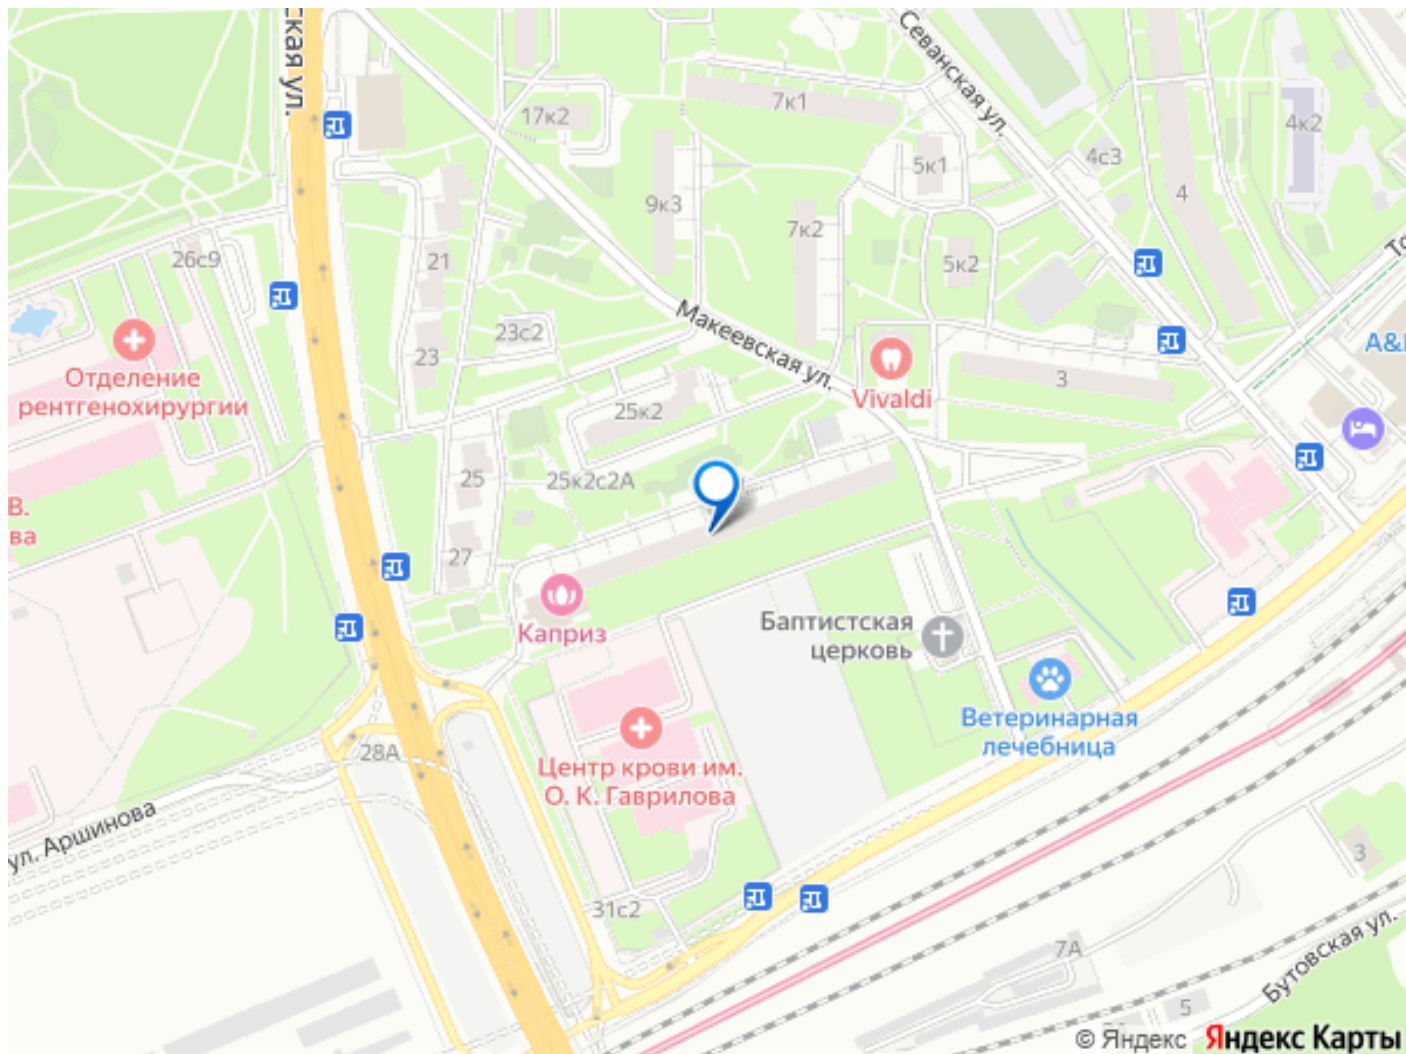 ская ул.
Севанская ул.
17к2
7к1
4к2
4с3
5к1
4
9к3
7к2
26с9
21
5к2
Макеевская ул.
23с2
23
Отделение
рентгенохирургии
А&
3
Vivaldi
25к2
25
25к2с2А
В.
ва
27
Каприз
Баптистская
церковь
Ветеринарная
лечебница
28А
Центр крови им.
О. К. Гаврилова
ул. Аршинова
3
31с2
7А
Бутовская ул.
5
© Яндекс Яндекс Карты